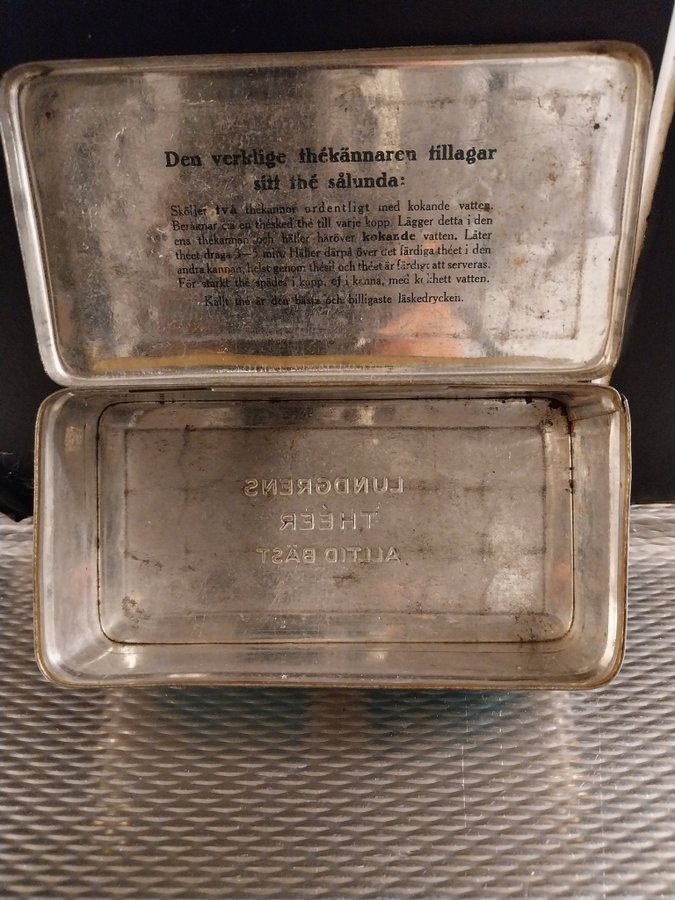 Den verklige thékännaren tillagar
sitt thé sålunda:
Sköljer två thékannor ordentligt med kokande vatten.
Beräknar c:a en thésked thé till varje kopp. Lägger detta i den
ena thékannan och häller häröver kokande vatten. Låter
théet draga 3—5 min. Häller därpå över det färdiga théet i den
andra kannan, helst genom thésil och théet är färdigt att serveras.
För starkt thé spädes i kopp, ej i kanna, med kokhett vatten.
Kallt thé är den bästa och billigaste läskedrycken.
LUNDGRENS
THÉER
ALLTID BÄST